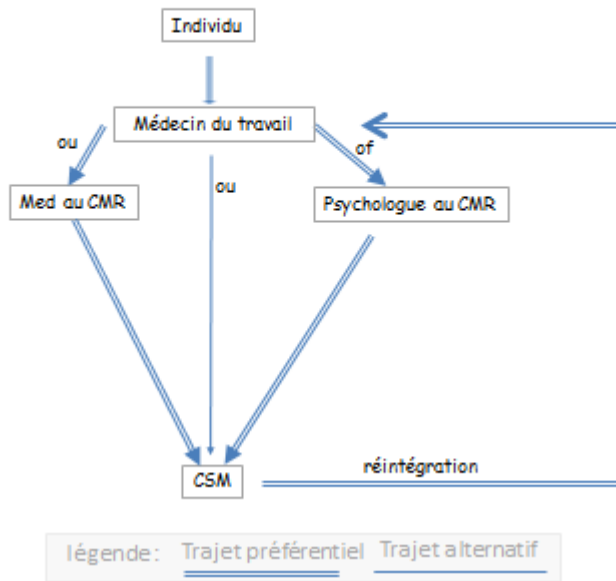 Individu
Médecin du travail
ou
of
ou
Med au CMR
Psychologue au CMR
CSM
réintégration
légende: Trajet préférentiel Trajet alternatif